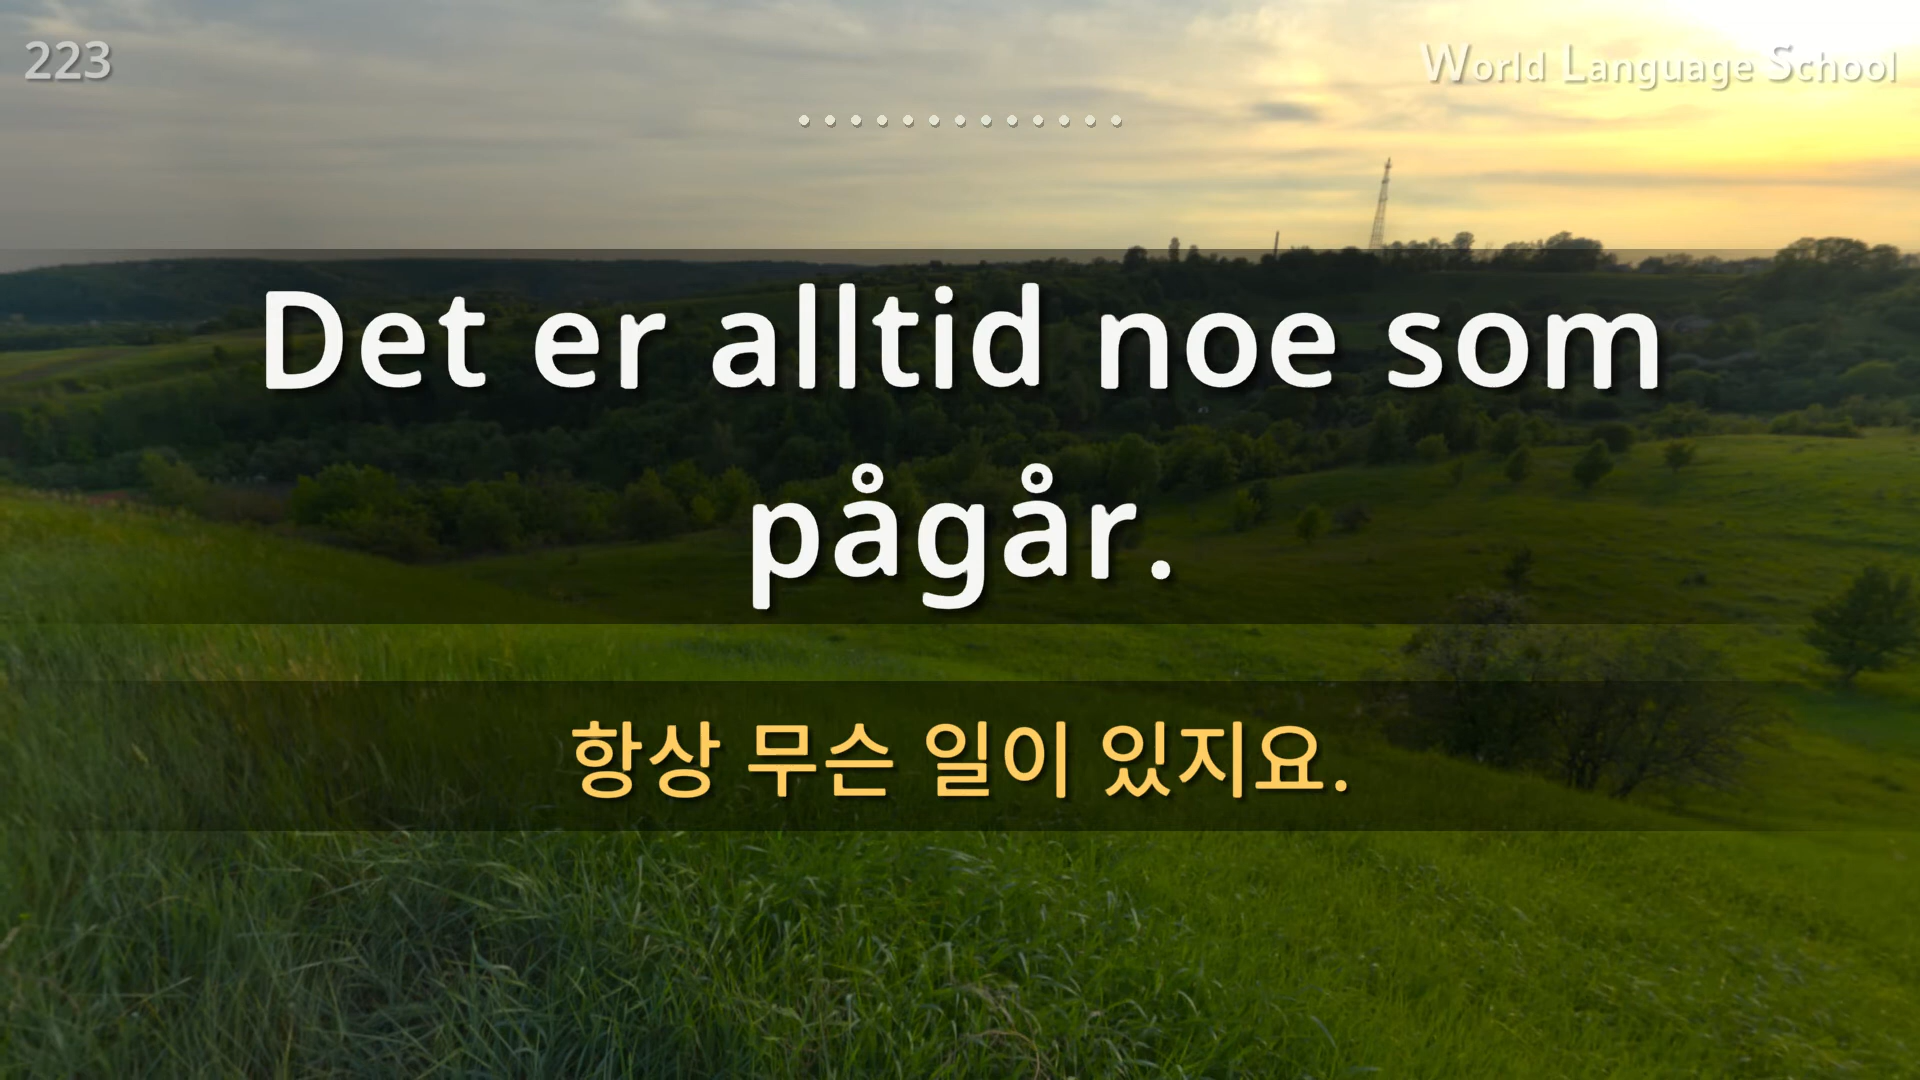 223
World Language School
Det er alltid noe som
pågår.
항상 무슨 일이 있지요.